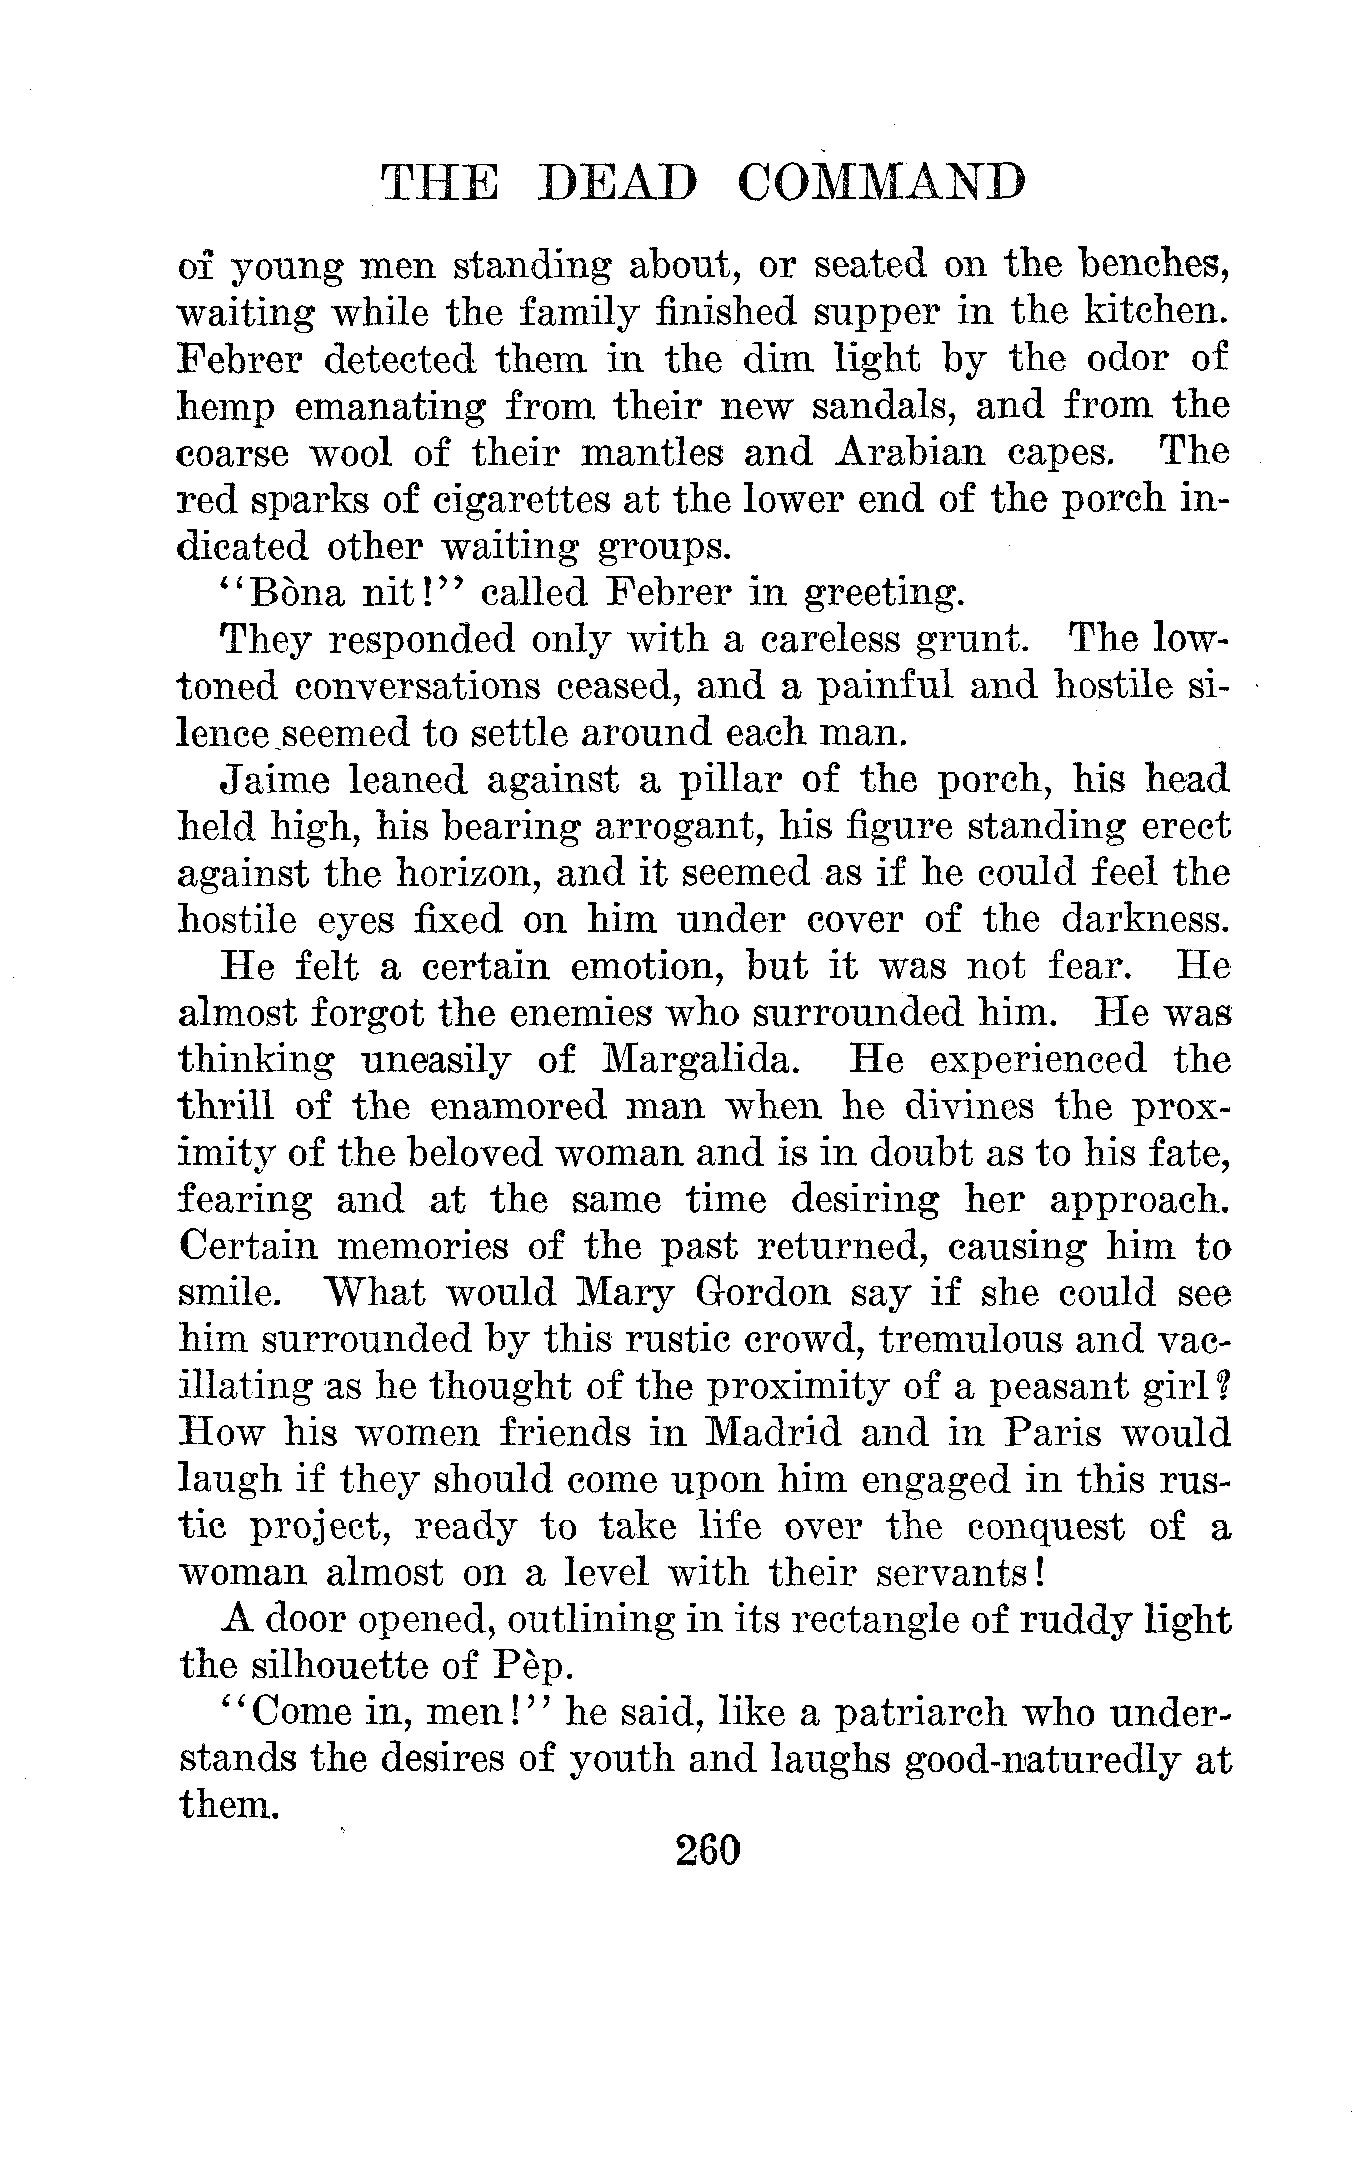 THE DEAD COMMAND
of young men standing about, or seated on the benches,
waiting while the family finished supper in the kitchen.
Febrer detected them in the dim light by the odor of
hemp emanating from their new sandals, and from the
coarse wool of their mantles and Arabian capes. The
red sparks of cigarettes at the lower end of the porch in-
dicated other waiting groups.
"Bòna nit!" called Febrer in greeting.
They responded only with a careless grunt. The low-
toned conversations ceased, and a painful and hostile si-
lence seemed to settle around each man.
Jaime leaned against a pillar of the porch, his head
held high, his bearing arrogant, his figure standing erect
against the horizon, and it seemed as if he could feel the
hostile eyes fixed on him under cover of the darkness.
He felt a certain emotion, but it was not fear. He
almost forgot the enemies who surrounded him. He was
thinking uneasily of Margalida. He experienced the
thrill of the enamored man when he divines the prox-
imity of the beloved woman and is in doubt as to his fate,
fearing and at the same time desiring her approach.
Certain memories of the past returned, causing him to
smile. What would Mary Gordon say if she could see
him surrounded by this rustic crowd, tremulous and vac-
illating as he thought of the proximity of a peasant girl?
How his women friends in Madrid and in Paris would
laugh if they should come upon him engaged in this rus-
tic project, ready to take life over the conquest of a
woman almost on a level with their servants!
A door opened, outlining in its rectangle of ruddy light
the silhouette of Pèp.
"Come in, men!" he said, like a patriarch who under-
stands the desires of youth and laughs good-naturedly at
them.
260